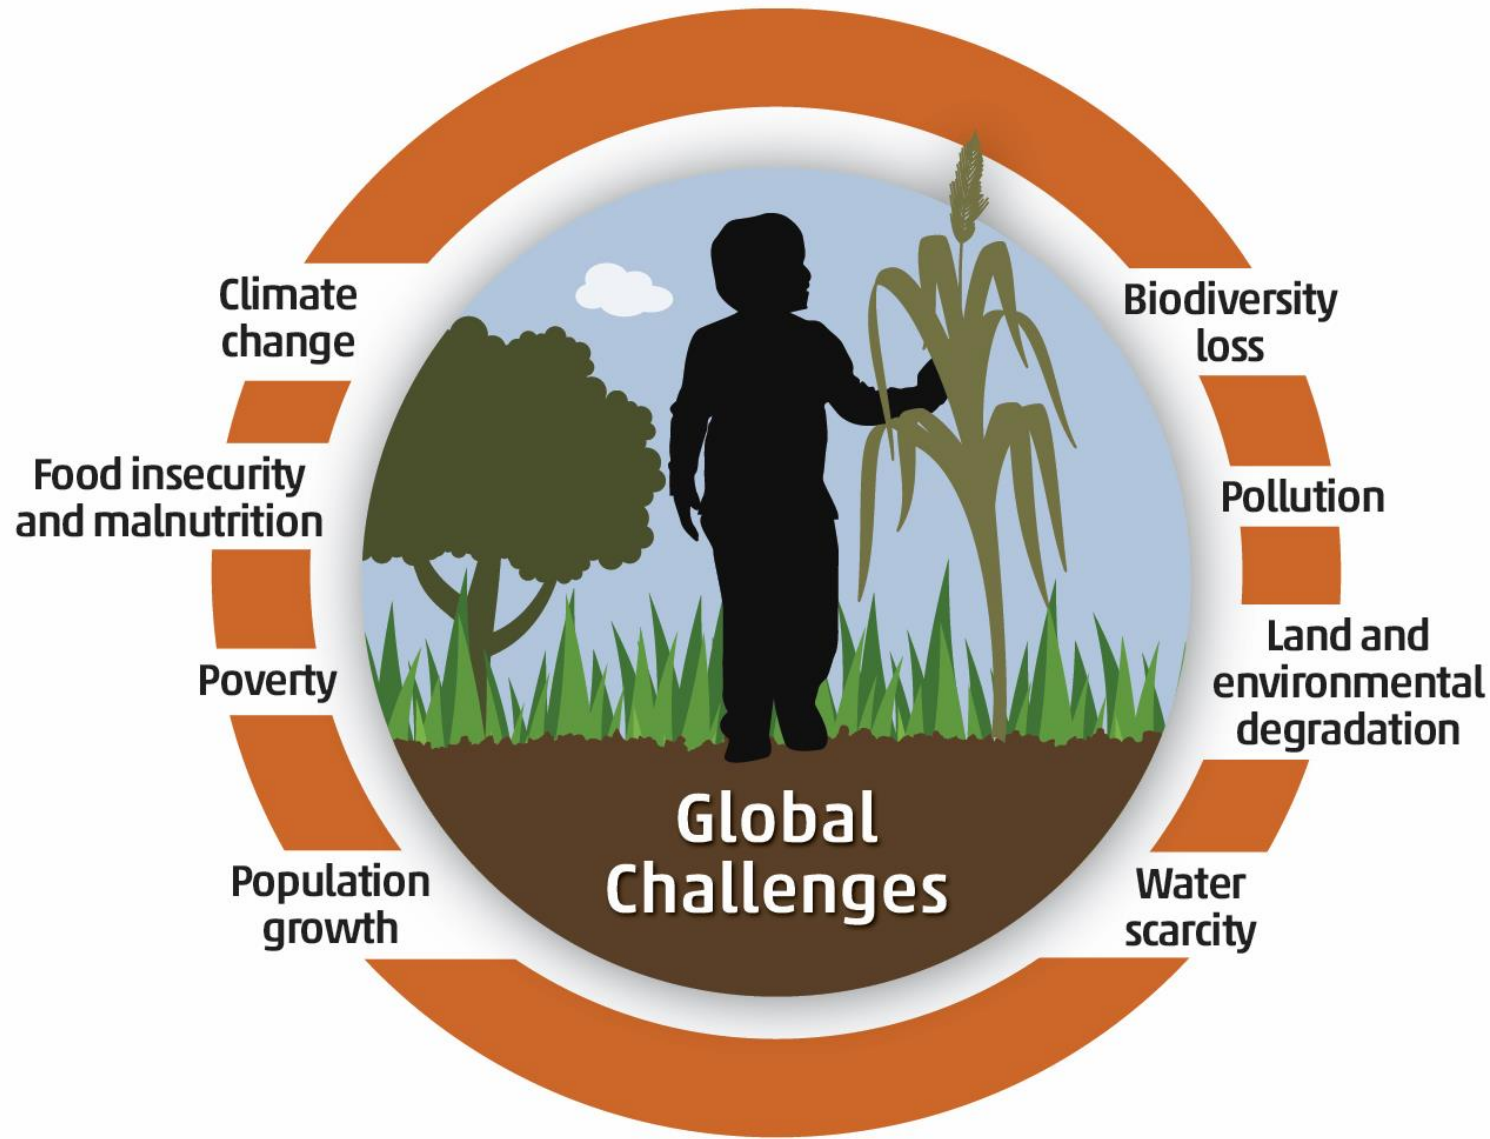 Climate
change
Food insecurity
and malnutrition
Poverty
Population
growth
Biodiversity
loss
Pollution
Land and
environmental
degradation
Water
scarcity
Global
Challenges